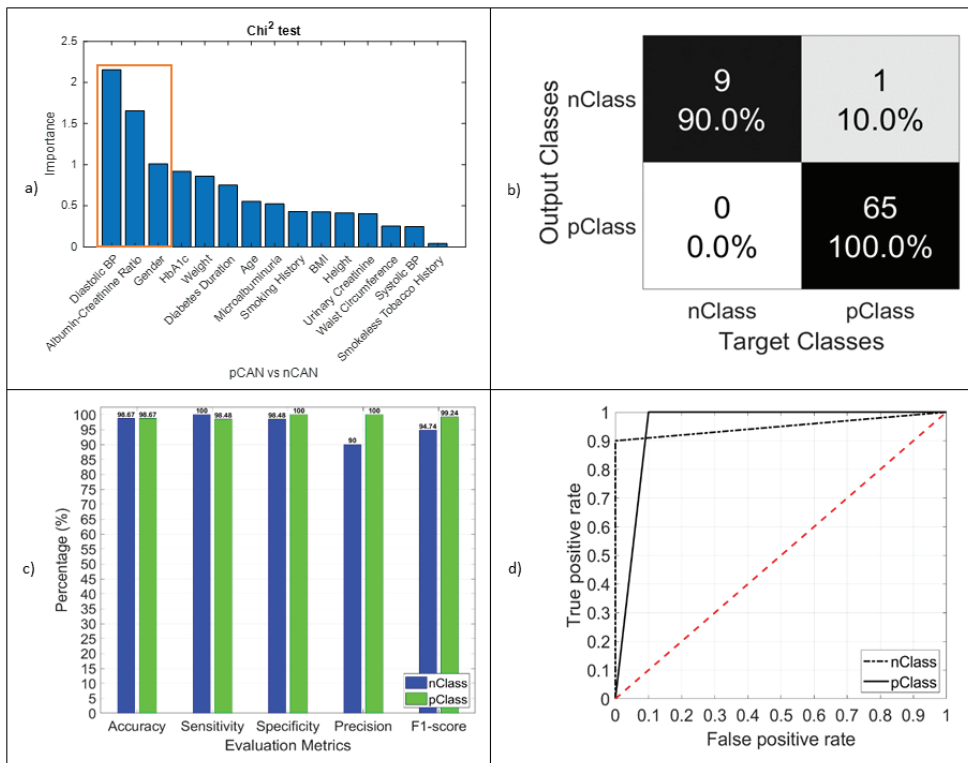 Chi2 test
2.5
2
1.5
1
0.5
0
Importance
Diastolic BP
Albumin-Creatinine Ratio
Gender
HbA1c
Weight
Diabetes Duration
Age
Microalbuminuria
Smoking History
BMI
Height
Urinary Creatinine
Waist Circumference
Systolic BP
Smokeless Tobacco History
pCAN vs nCAN
a)
b)
Output Classes
nClass
pClass
9
90.0%
1
10.0%
0
0.0%
65
100.0%
nClass pClass
Target Classes
c)
Percentage (%)
100
95
90
85
80
75
70
65
60
55
50
45
40
35
30
25
20
15
10
5
0
98.67 98.67
100 98.48
98.48 100
90 100
94.74 99.24
nClass
pClass
Accuracy Sensitivity Specificity Precision F1-score
Evaluation Metrics
d)
True positive rate
1
0.9
0.8
0.7
0.6
0.5
0.4
0.3
0.2
0.1
0
nClass
pClass
0 0.1 0.2 0.3 0.4 0.5 0.6 0.7 0.8 0.9 1
False positive rate